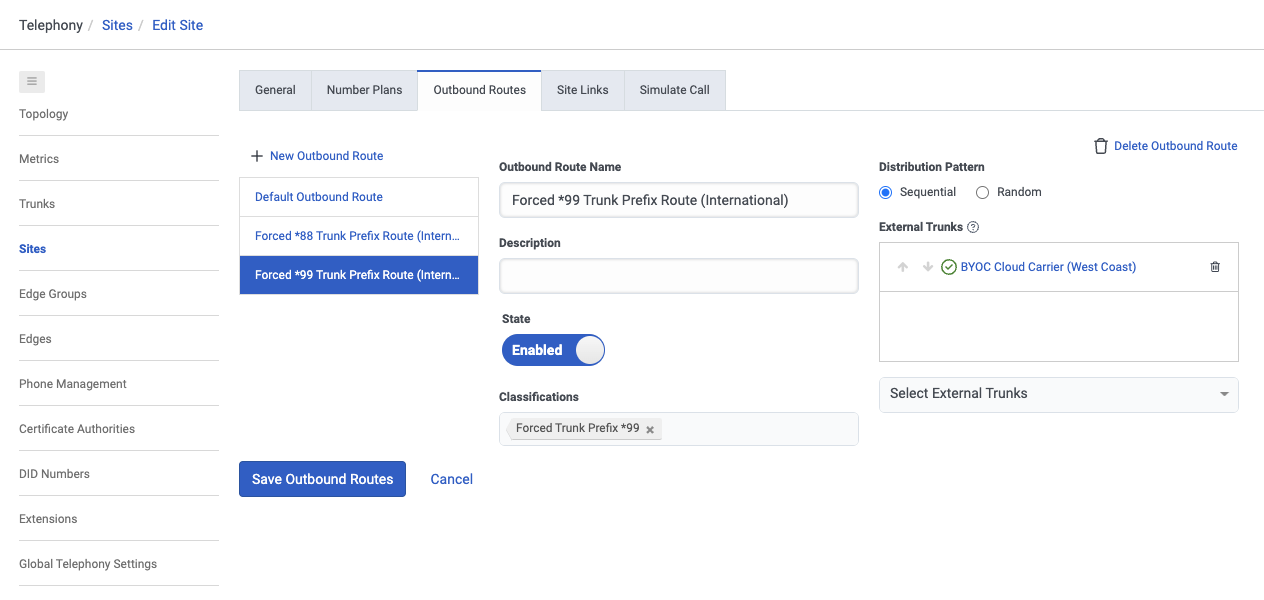 Telephony / Sites / Edit Site
Topology
Metrics
Trunks
Sites
Edge Groups
Edges
Phone Management
Certificate Authorities
DID Numbers
Extensions
Global Telephony Settings
General
Number Plans
Outbound Routes
Site Links
Simulate Call
New Outbound Route
Default Outbound Route
Forced *88 Trunk Prefix Route (Intern...
Forced *99 Trunk Prefix Route (Intern...
Outbound Route Name
Forced *99 Trunk Prefix Route (International)
Description
State
Enabled
Classifications
Forced Trunk Prefix *99
Delete Outbound Route
Distribution Pattern
Sequential
Random
External Trunks
BYOC Cloud Carrier (West Coast)
Select External Trunks
Save Outbound Routes
Cancel